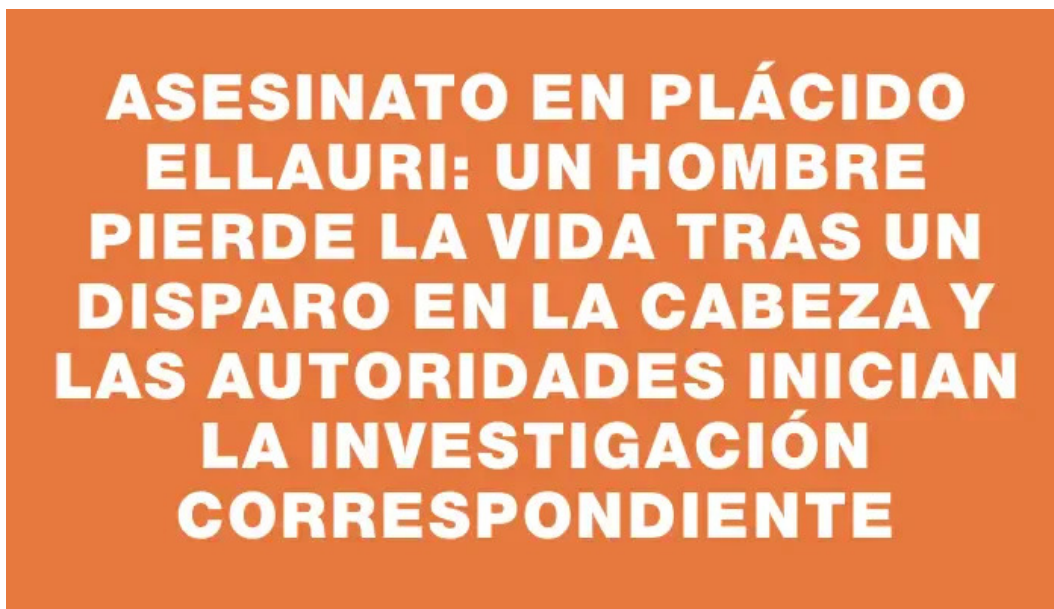 ASESINATO EN PLÁCIDO
ELLAURI: UN HOMBRE
PIERDE LA VIDA TRAS UN
DISPARO EN LA CABEZA Y
LAS AUTORIDADES INICIAN
LA INVESTIGACIÓN
CORRESPONDIENTE